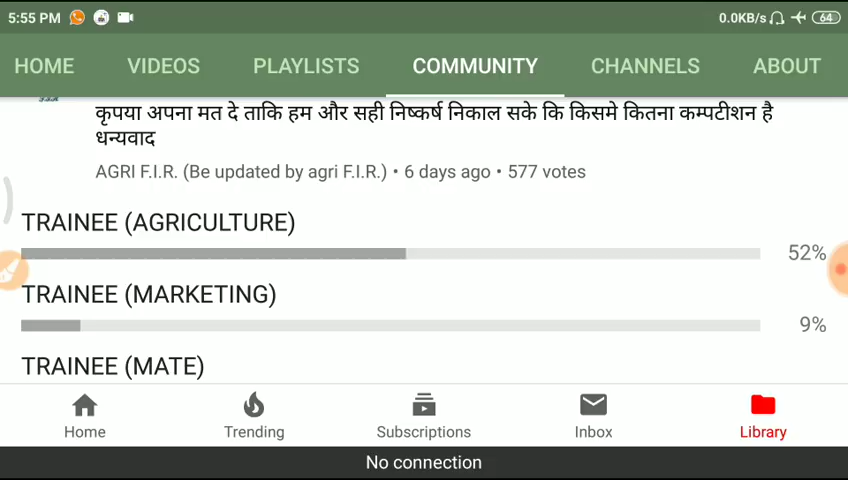 5:55 PM 0.0KB/s 64
HOME VIDEOS PLAYLISTS COMMUNITY CHANNELS ABOUT
कृपया अपना मत दे ताकि हम और सही निष्कर्ष निकाल सके कि किसमे कितना कम्पटीशन है
धन्यवाद
AGRI F.I.R. (Be updated by agri F.I.R.) • 6 days ago • 577 votes
TRAINEE (AGRICULTURE)
52%
TRAINEE (MARKETING)
9%
TRAINEE (MATE)
Home Trending Subscriptions Inbox Library
No connection